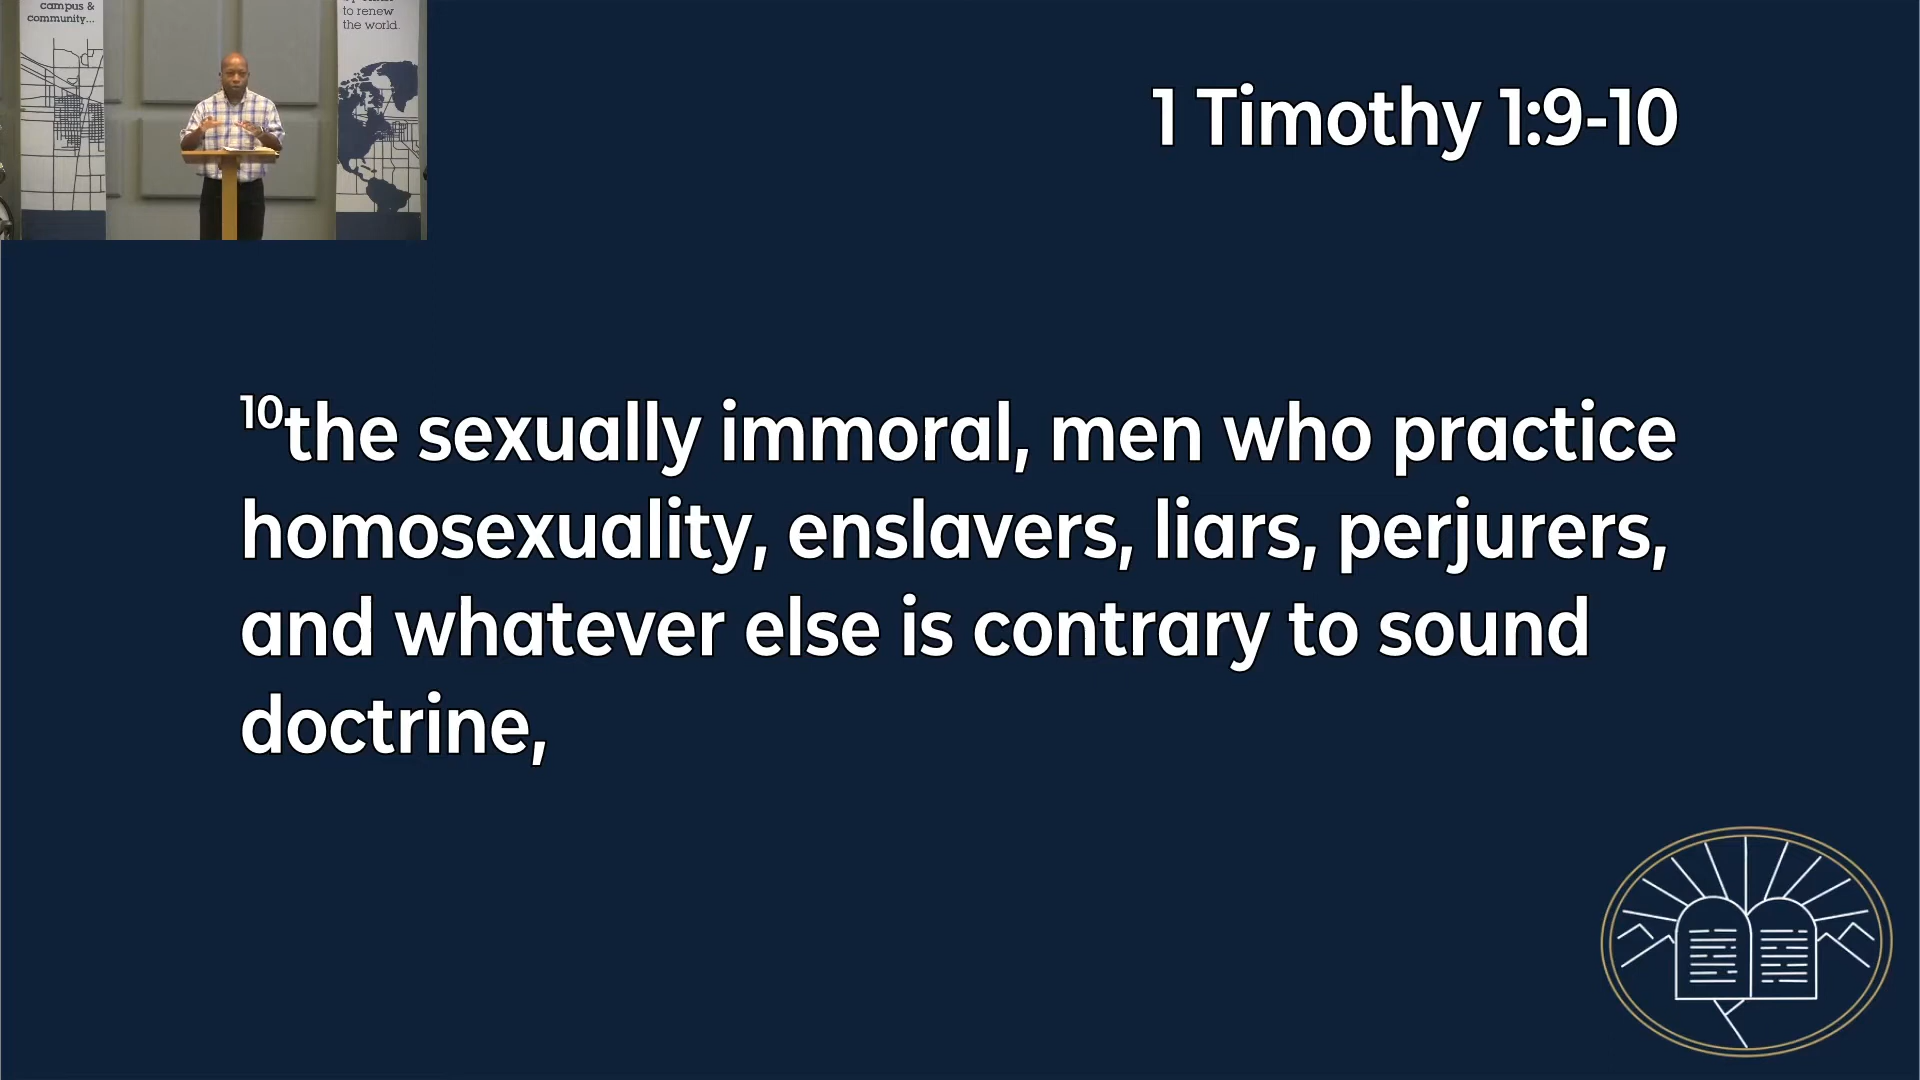 campus &
community...
to renew
the world.
1 Timothy 1:9-10
10the sexually immoral, men who practice
homosexuality, enslavers, liars, perjurers,
and whatever else is contrary to sound
doctrine,